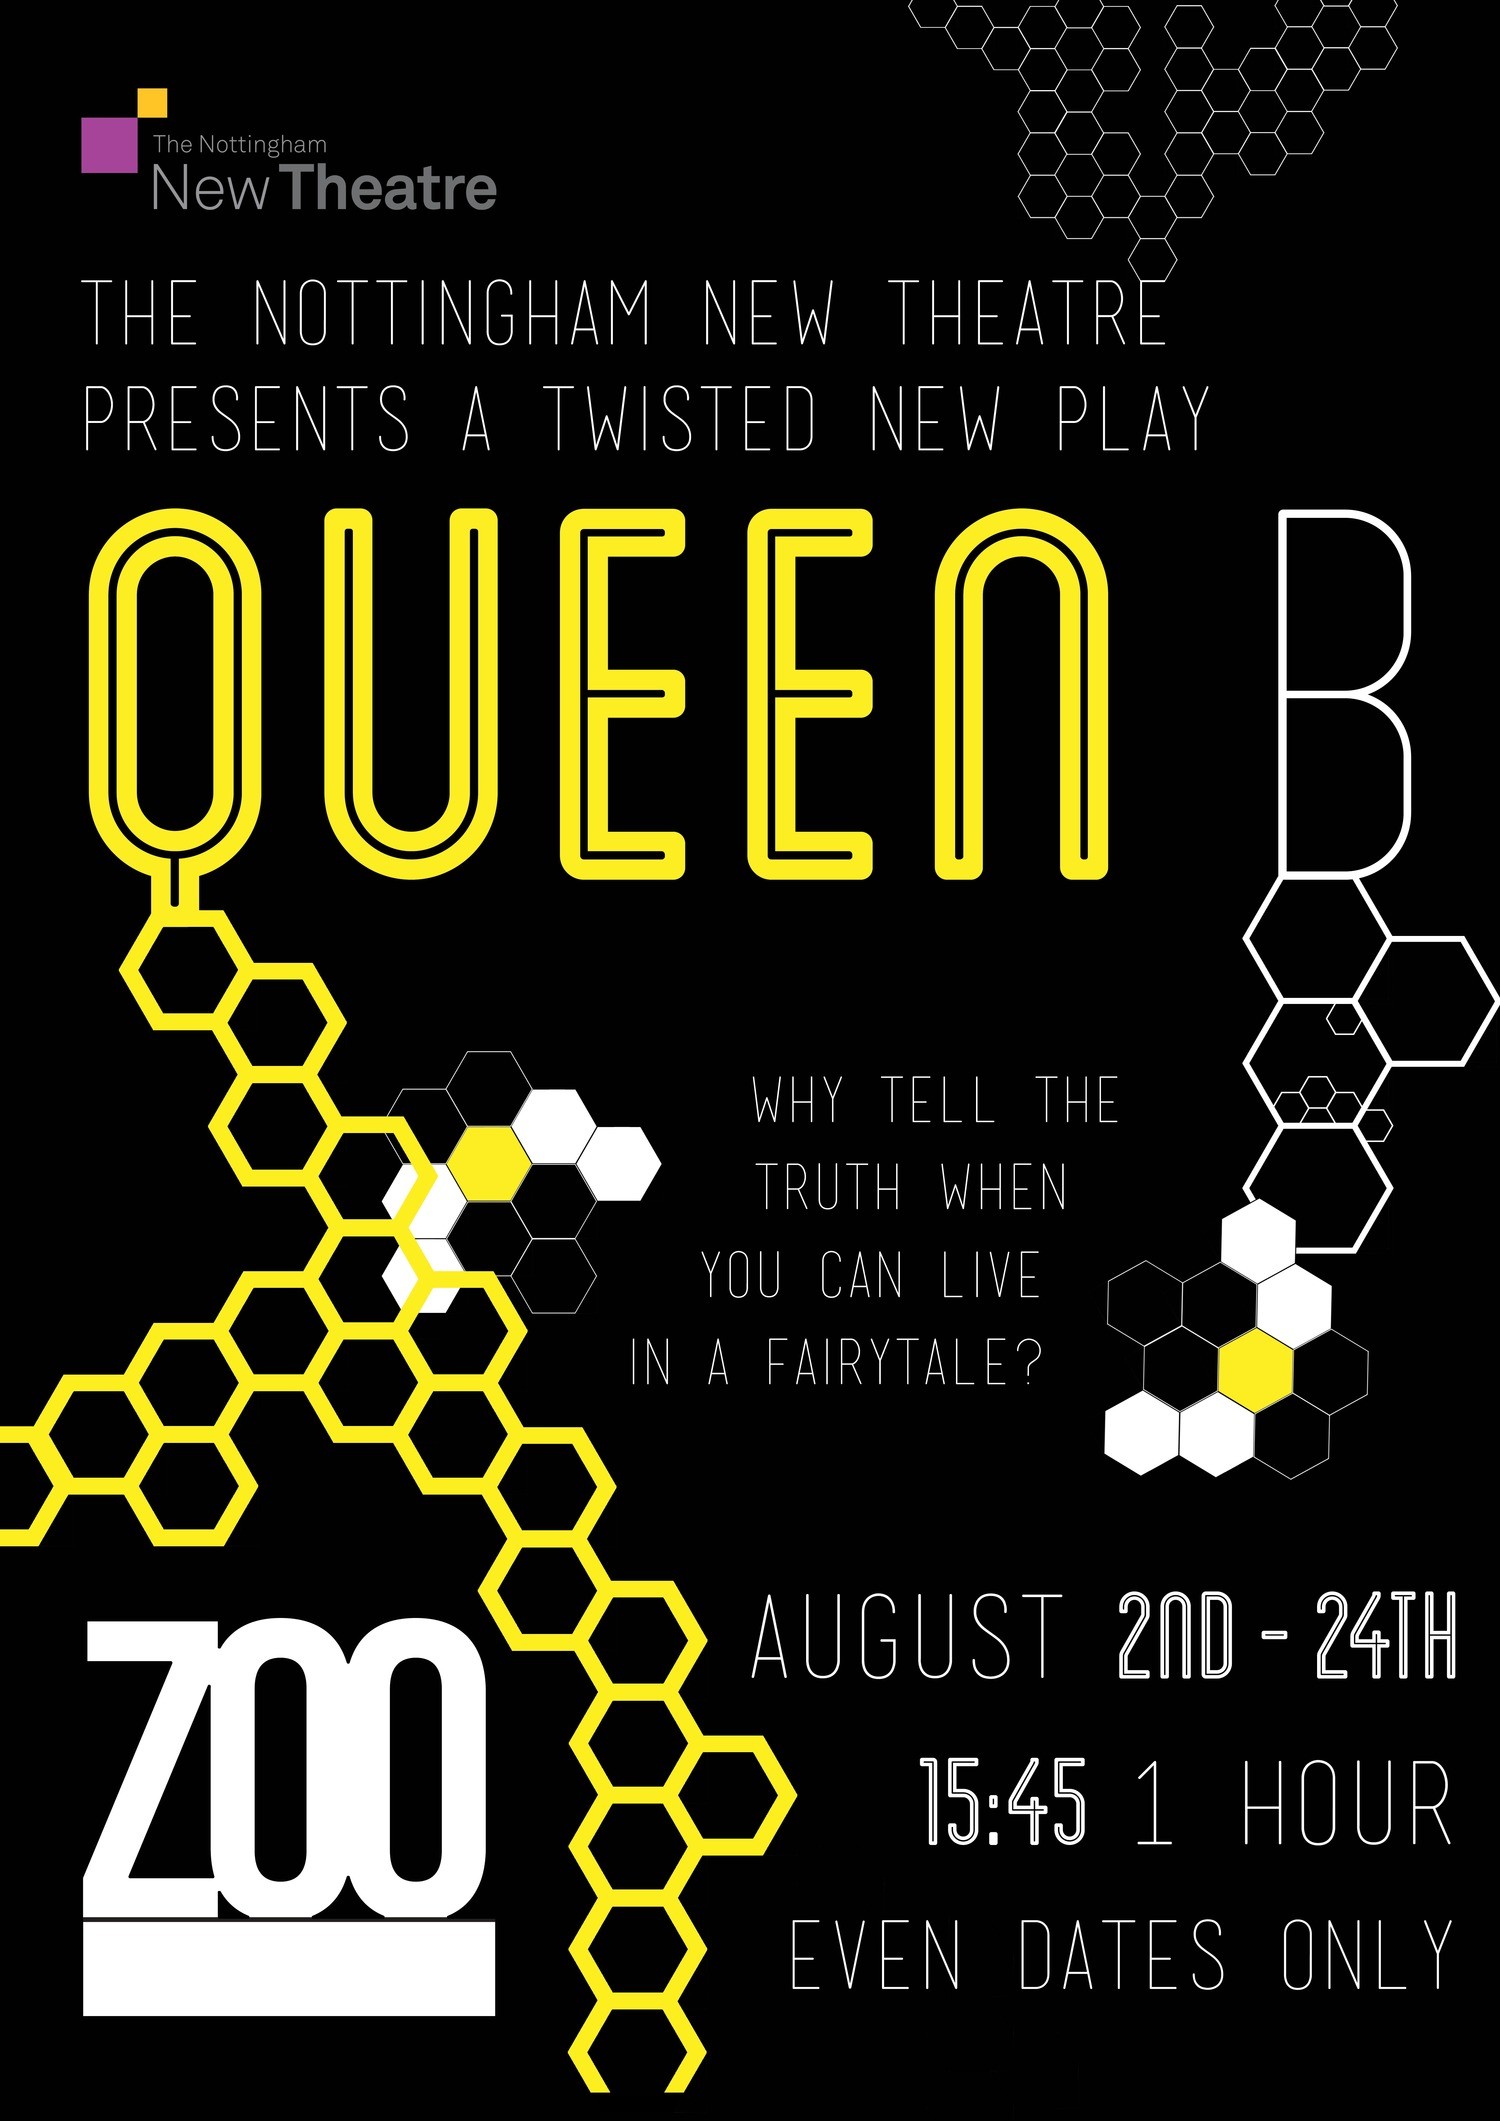 The Nottingham
New Theatre
THE NOTTINGHAM NEW THEATRE
PRESENTS A TWISTED NEW PLAY
QUEEN B
WHY TELL THE
TRUTH WHEN
YOU CAN LIVE
IN A FAIRYTALE?
ZOO
AUGUST 2ND - 24TH
15:45 1 HOUR
EVEN DATES ONLY